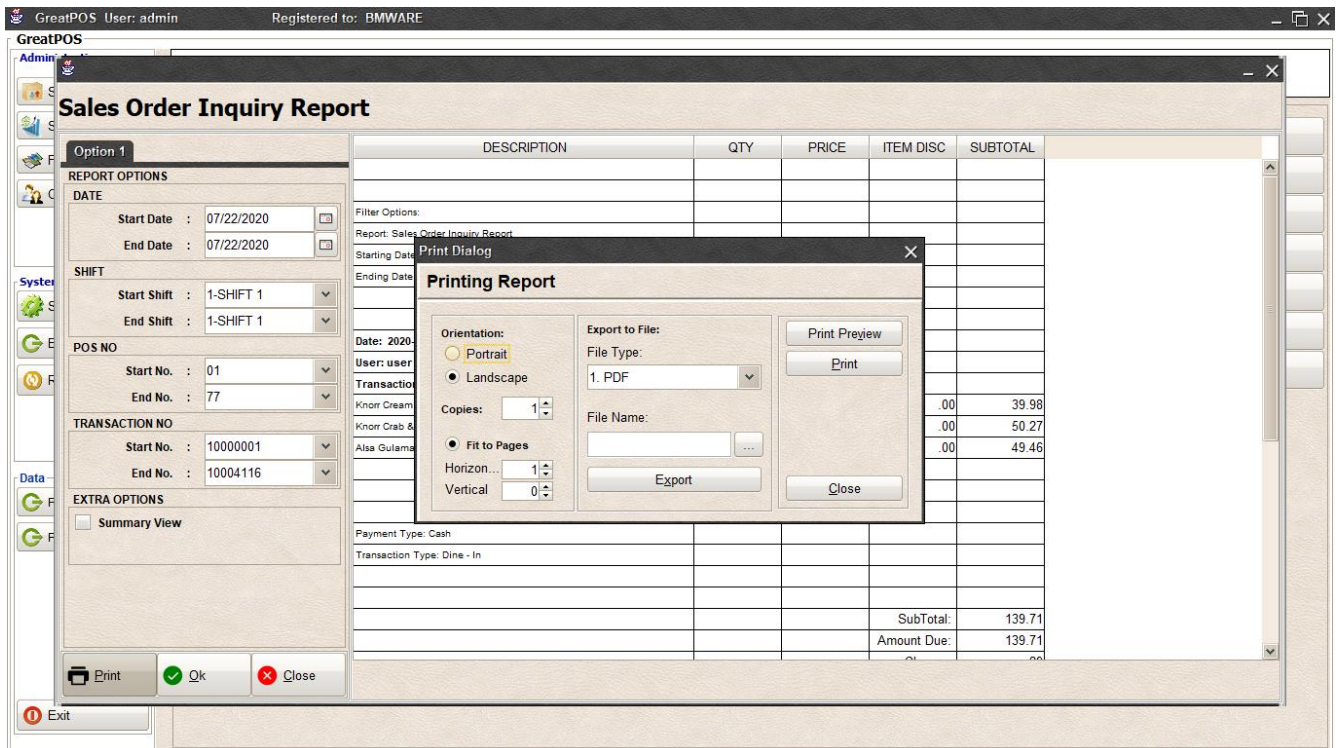 GreatPOS User: admin Registered to: BMWARE
GreatPOS
Sales Order Inquiry Report
Option 1
REPORT OPTIONS
DATE
Start Date : 07/22/2020
End Date : 07/22/2020
SHIFT
Start Shift : 1-SHIFT 1
End Shift : 1-SHIFT 1
POS NO
Start No. : 01
End No. : 77
TRANSACTION NO
Start No. : 10000001
End No. : 10004116
EXTRA OPTIONS
Summary View
Print Ok Close
DESCRIPTION QTY PRICE ITEM DISC SUBTOTAL
Filter Options:
Report: Sales Order Inquiry Report
Starting Date
Ending Date
Date: 2020-
User: user
Transaction
Knorr Cream .00 39.98
Knorr Crab & .00 50.27
Alsa Gulama .00 49.46
Payment Type: Cash
Transaction Type: Dine - In
SubTotal: 139.71
Amount Due: 139.71
Print Dialog
Printing Report
Orientation:
Portrait
Landscape
Copies: 1
Fit to Pages
Horizon... 1
Vertical 0
Export to File:
File Type:
1. PDF
File Name:
...
Export
Print Preview
Print
Close
Data
Exit